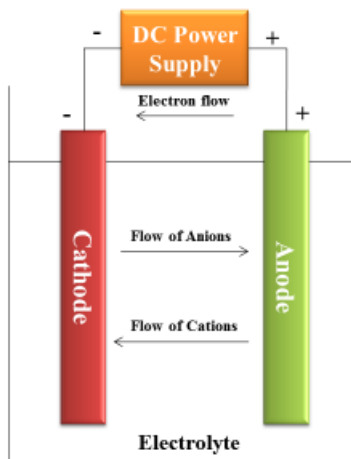 DC Power
Supply
-
+
Electron flow
-
+
Cathode
Anode
Flow of Anions
Flow of Cations
Electrolyte